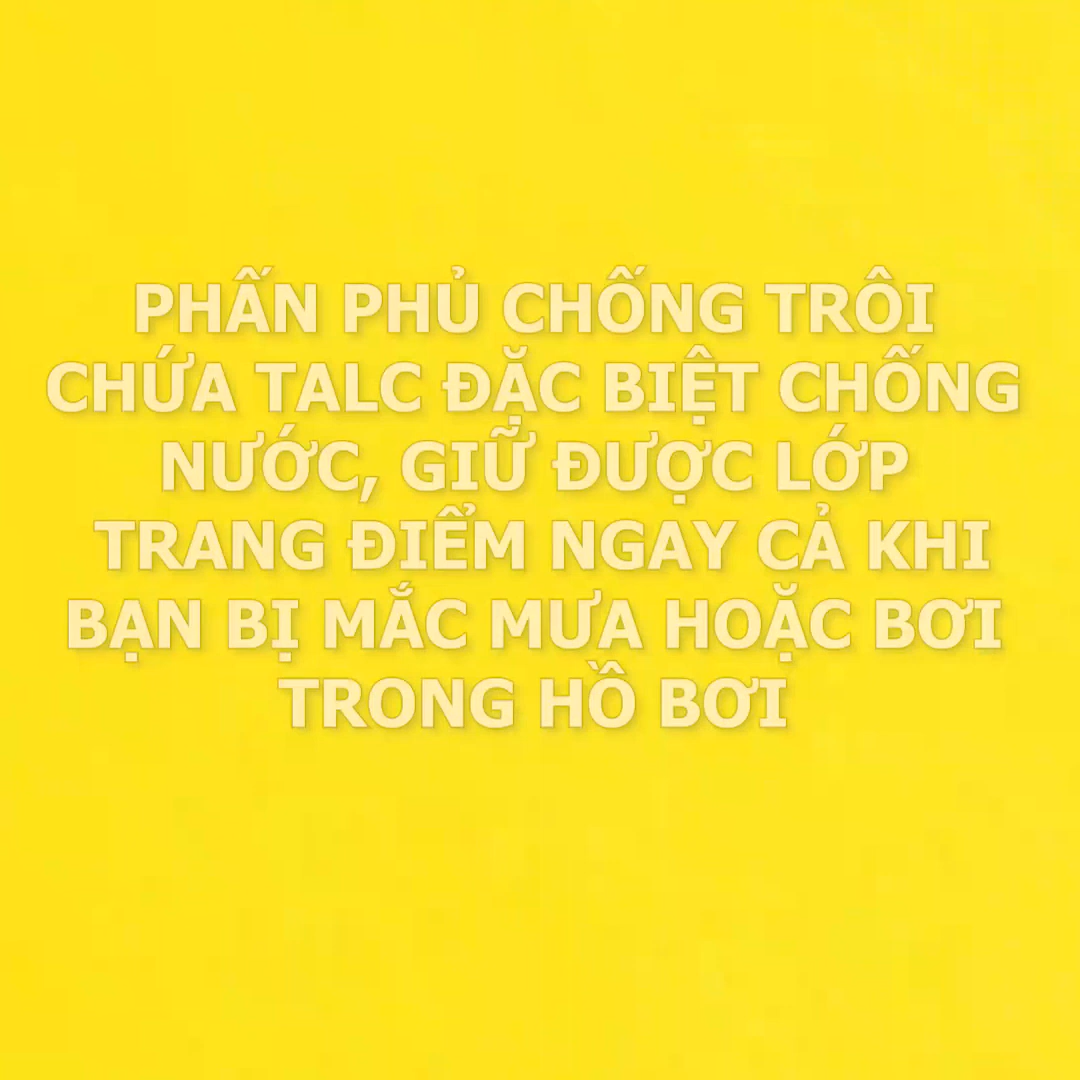 PHẤN PHỦ CHỐNG TRÔI
CHỨA TALC ĐẶC BIỆT CHỐNG
NƯỚC, GIỮ ĐƯỢC LỚP
TRANG ĐIỂM NGAY CẢ KHI
BẠN BỊ MẮC MƯA HOẶC BƠI
TRONG HỒ BƠI